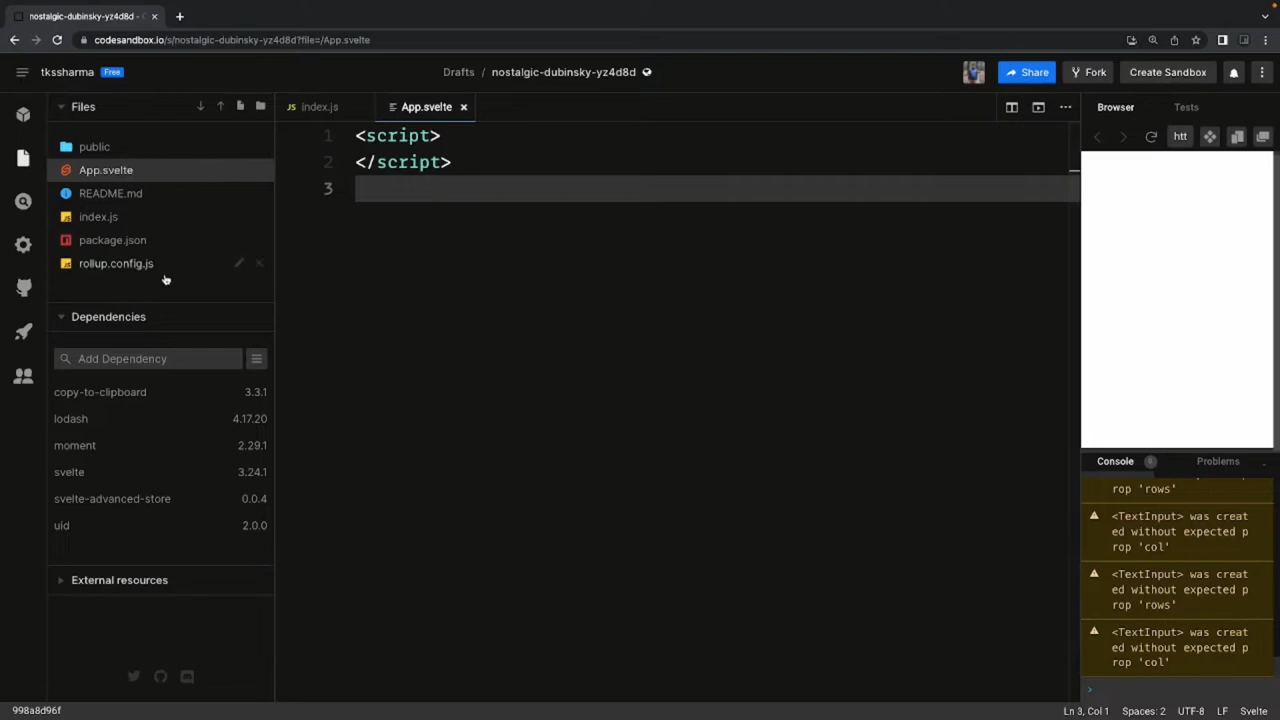 nostalgic-dubinsky-yz4d8d - 
codesandbox.io/s/nostalgic-dubinsky-yz4d8d?file=/App.svelte
tkssharma Free
Drafts / nostalgic-dubinsky-yz4d8d
Share
Fork
Create Sandbox
Files
index.js
App.svelte
Browser
Tests
public
App.svelte
README.md
index.js
package.json
rollup.config.js
1 <script>
2 </script>
3
htt
Dependencies
Add Dependency
copy-to-clipboard 3.3.1
lodash 4.17.20
moment 2.29.1
svelte 3.24.1
svelte-advanced-store 0.0.4
uid 2.0.0
External resources
Console
Problems
rop 'rows'
<TextInput> was creat
ed without expected p
rop 'col'
<TextInput> was creat
ed without expected p
rop 'rows'
<TextInput> was creat
ed without expected p
rop 'col'
998a8d96f
Ln 3, Col 1 Spaces: 2 UTF-8 LF Svelte